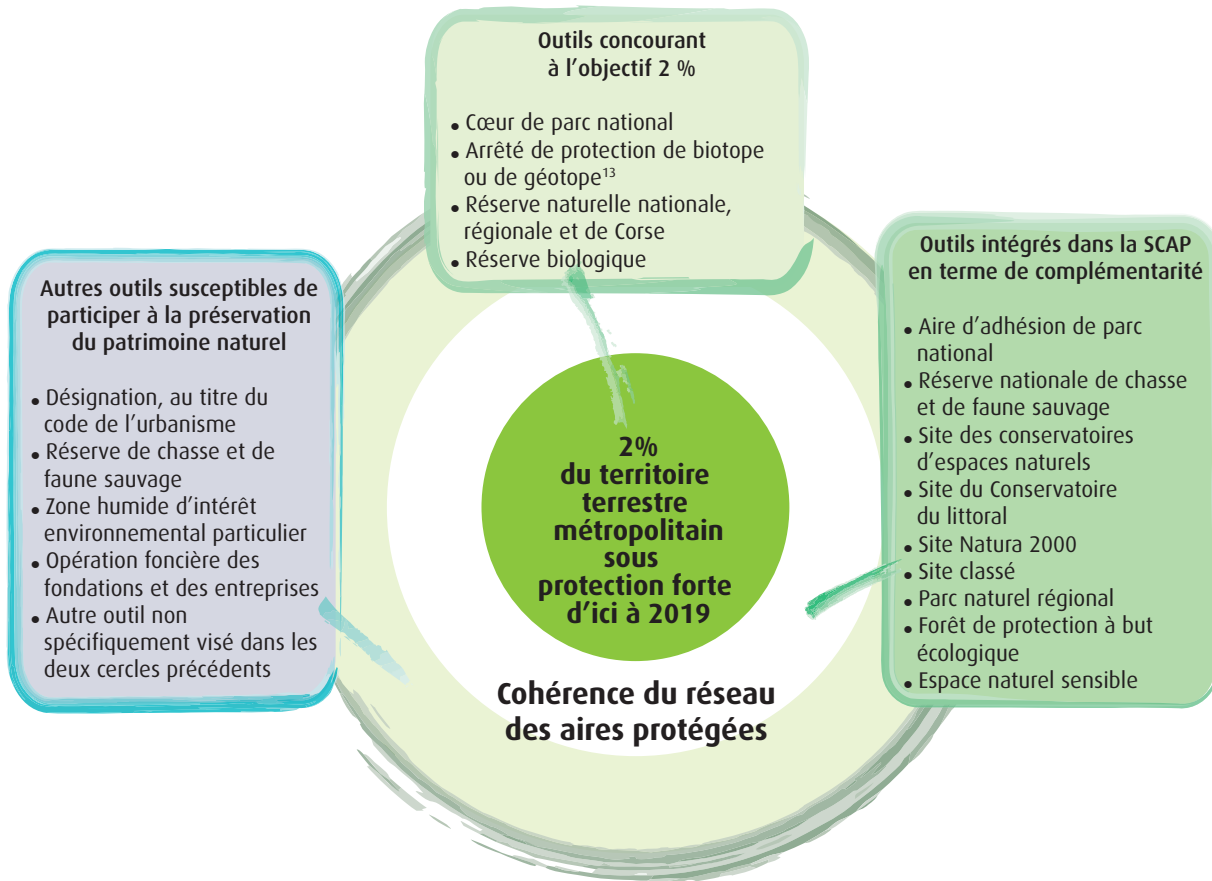 Outils concourant
à l'objectif 2 %
• Cœur de parc national
• Arrêté de protection de biotope
ou de géotope¹³
• Réserve naturelle nationale,
régionale et de Corse
• Réserve biologique
Autres outils susceptibles de
participer à la préservation
du patrimoine naturel
• Désignation, au titre du
code de l'urbanisme
• Réserve de chasse et de
faune sauvage
• Zone humide d'intérêt
environnemental particulier
• Opération foncière des
fondations et des entreprises
• Autre outil non
spécifiquement visé dans les
deux cercles précédents
2%
du territoire
terrestre
métropolitain
sous
protection forte
d'ici à 2019
Cohérence du réseau
des aires protégées
Outils intégrés dans la SCAP
en terme de complémentarité
• Aire d'adhésion de parc
national
• Réserve nationale de chasse
et de faune sauvage
• Site des conservatoires
d'espaces naturels
• Site du Conservatoire
du littoral
• Site Natura 2000
• Site classé
• Parc naturel régional
• Forêt de protection à but
écologique
• Espace naturel sensible